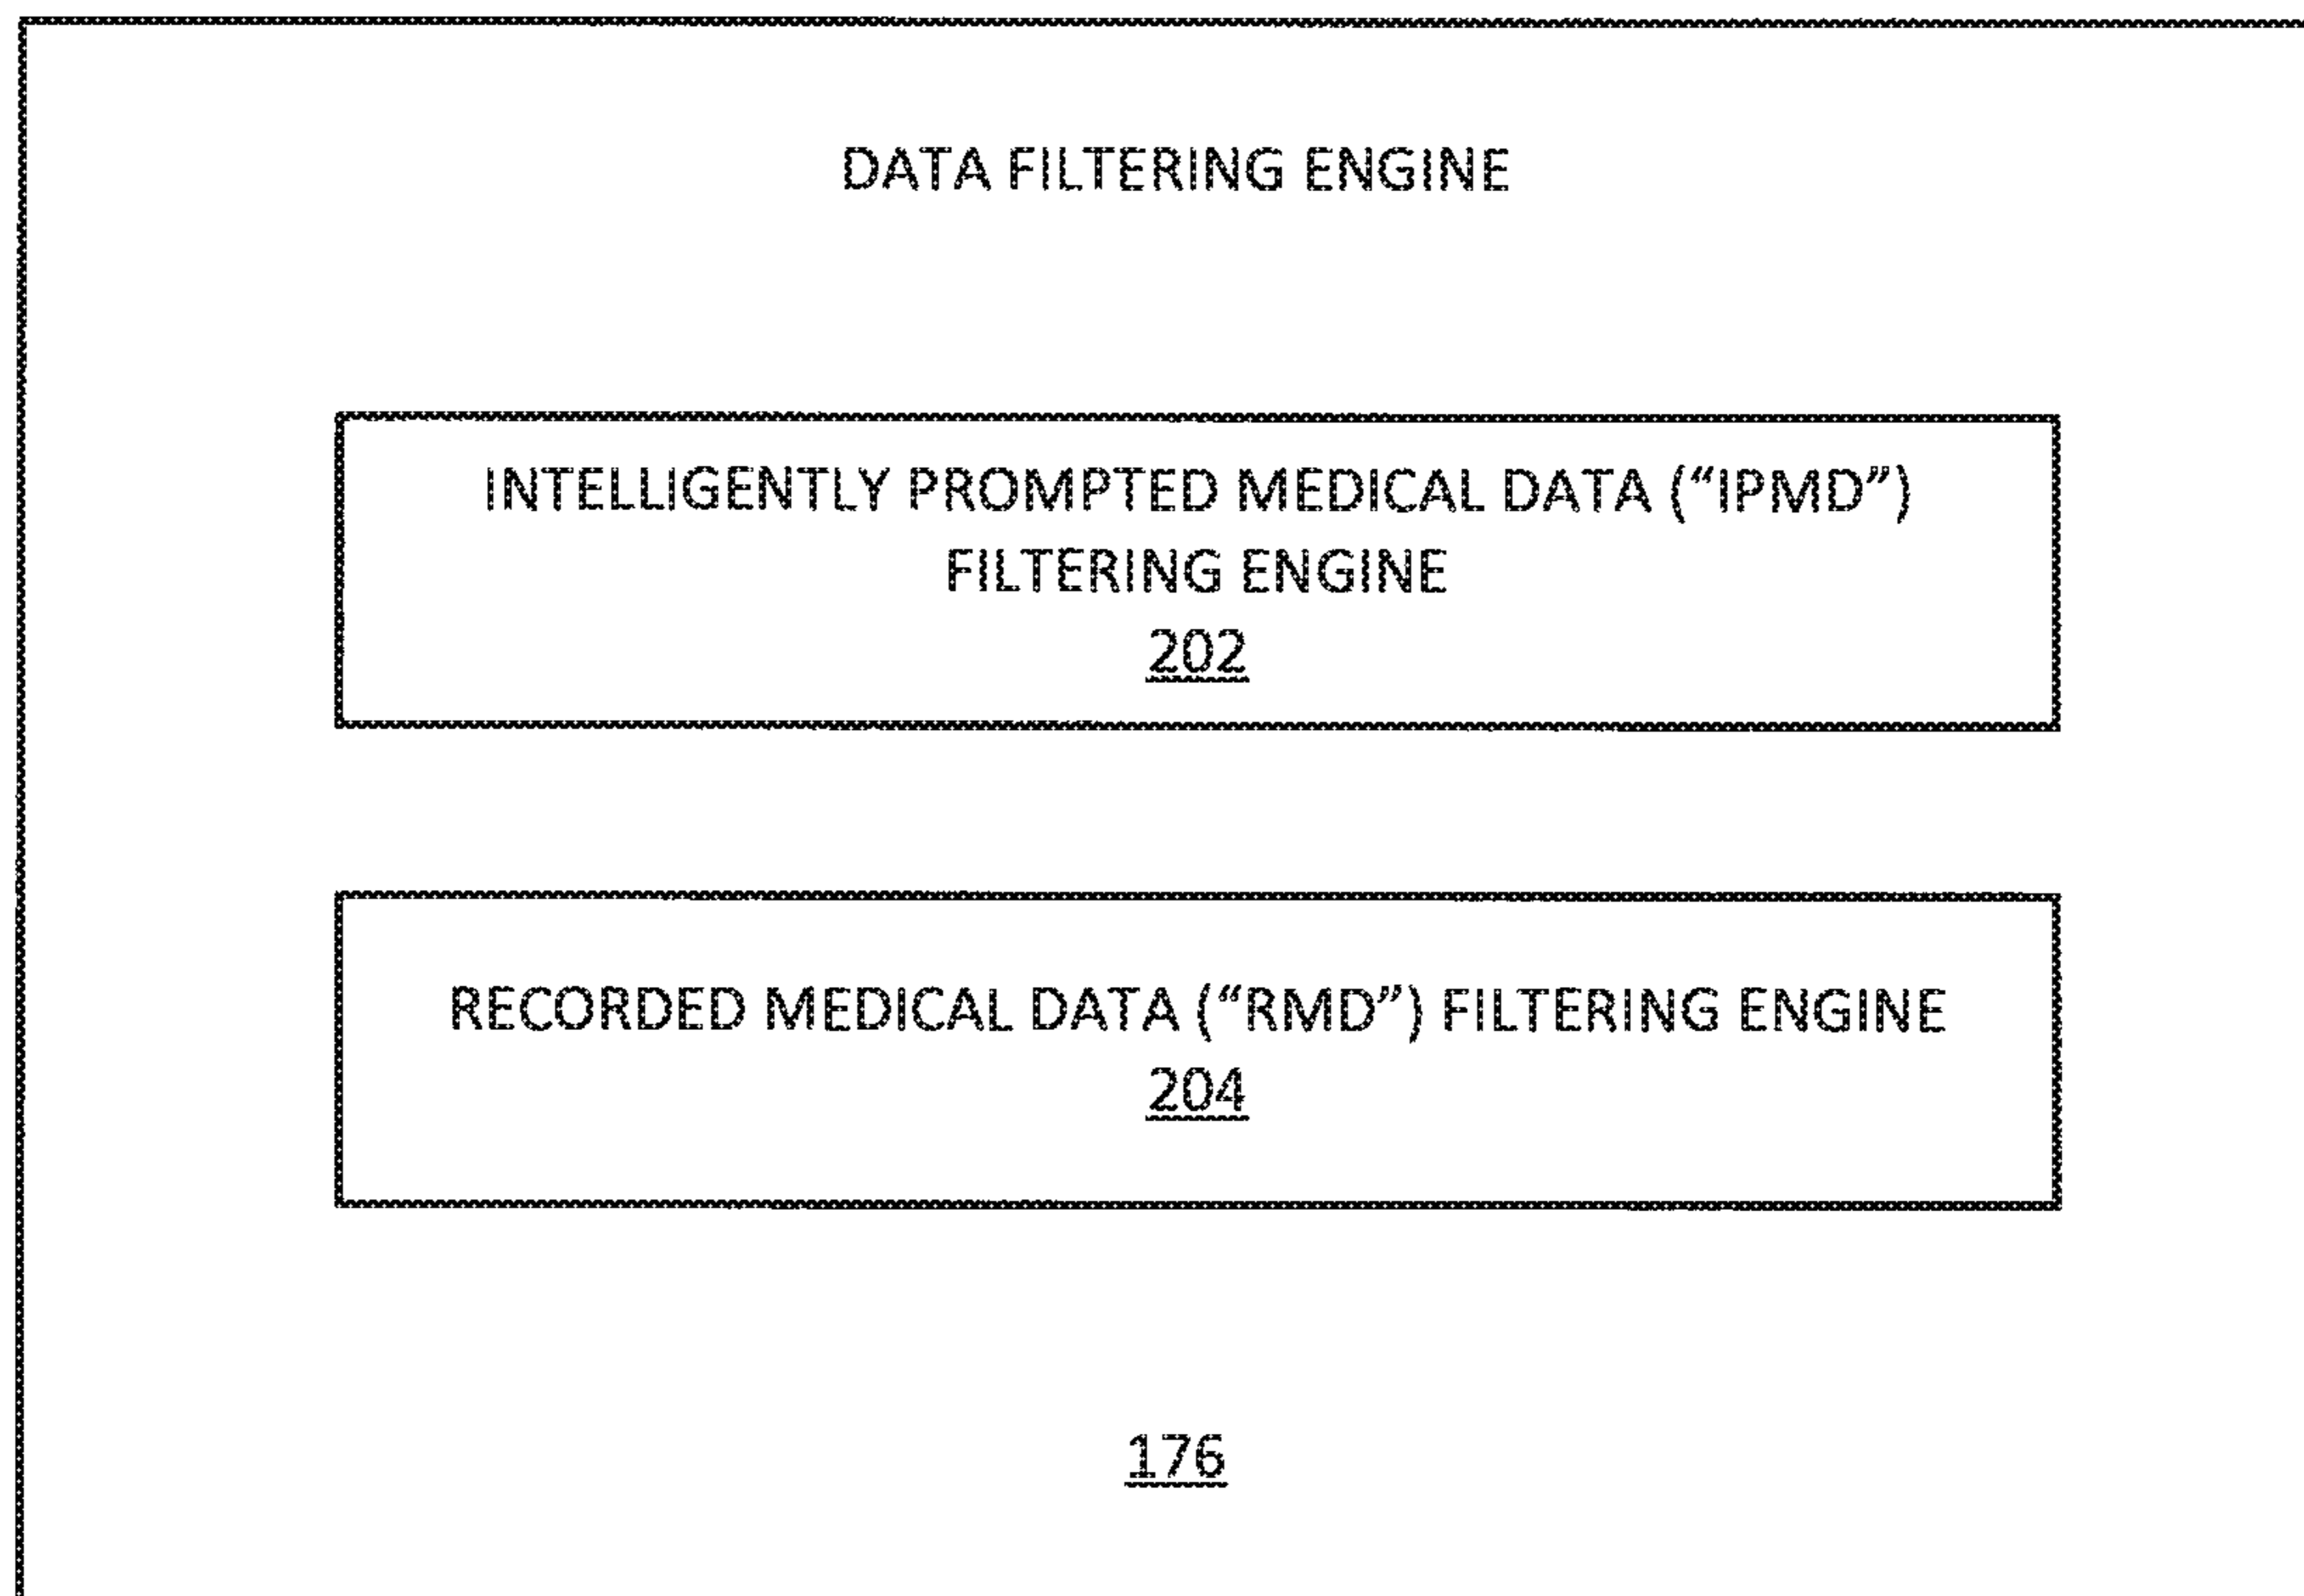 DATA FILTERING ENGINE
INTELLIGENTLY PROMPTED MEDICAL DATA (“IPMD”)
FILTERING ENGINE
202
RECORDED MEDICAL DATA (“RMD”) FILTERING ENGINE
204
176